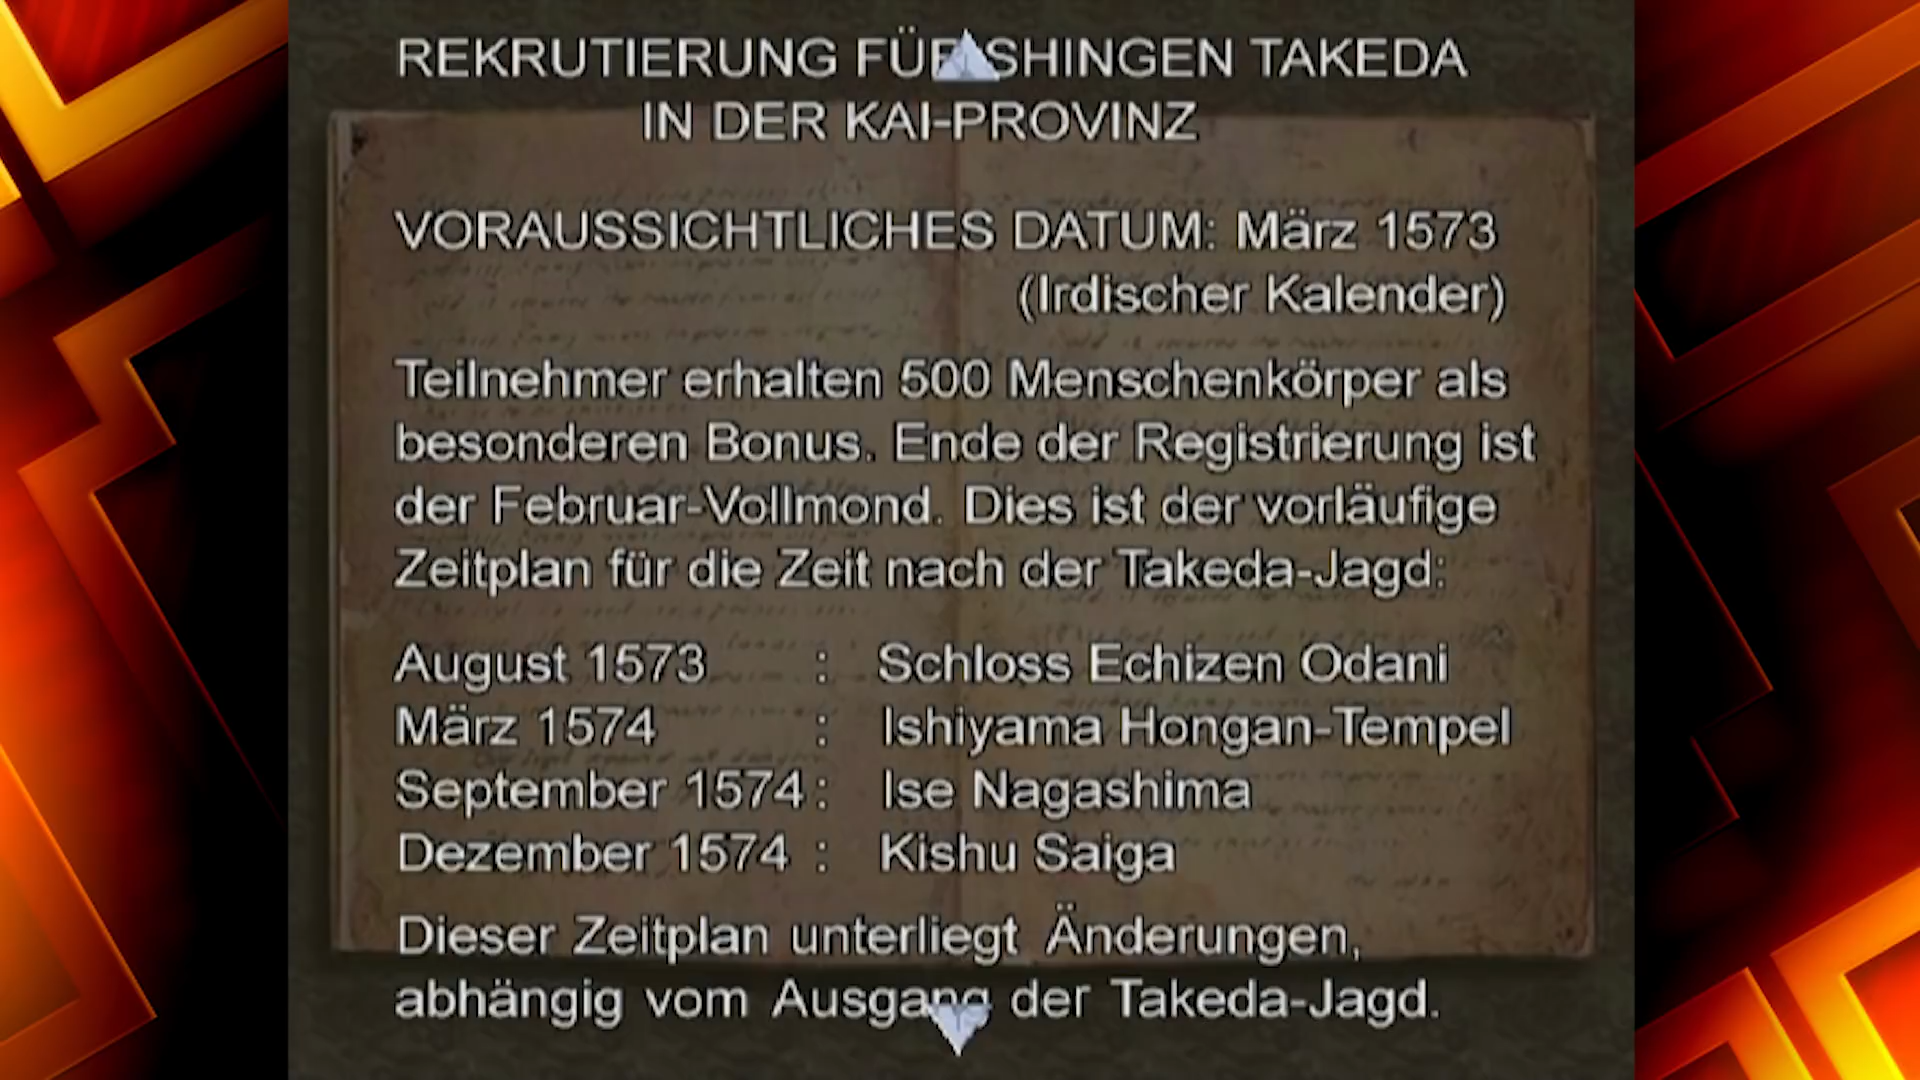 REKRUTIERUNG FÜR SHINGEN TAKEDA
IN DER KAI-PROVINZ
VORAUSSICHTLICHES DATUM: März 1573
(Irdischer Kalender)
Teilnehmer erhalten 500 Menschenkörper als
besonderen Bonus. Ende der Registrierung ist
der Februar-Vollmond. Dies ist der vorläufige
Zeitplan für die Zeit nach der Takeda-Jagd:
August 1573 : Schloss Echizen Odani
März 1574 : Ishiyama Hongan-Tempel
September 1574 : Ise Nagashima
Dezember 1574 : Kishu Saiga
Dieser Zeitplan unterliegt Änderungen,
abhängig vom Ausgang der Takeda-Jagd.